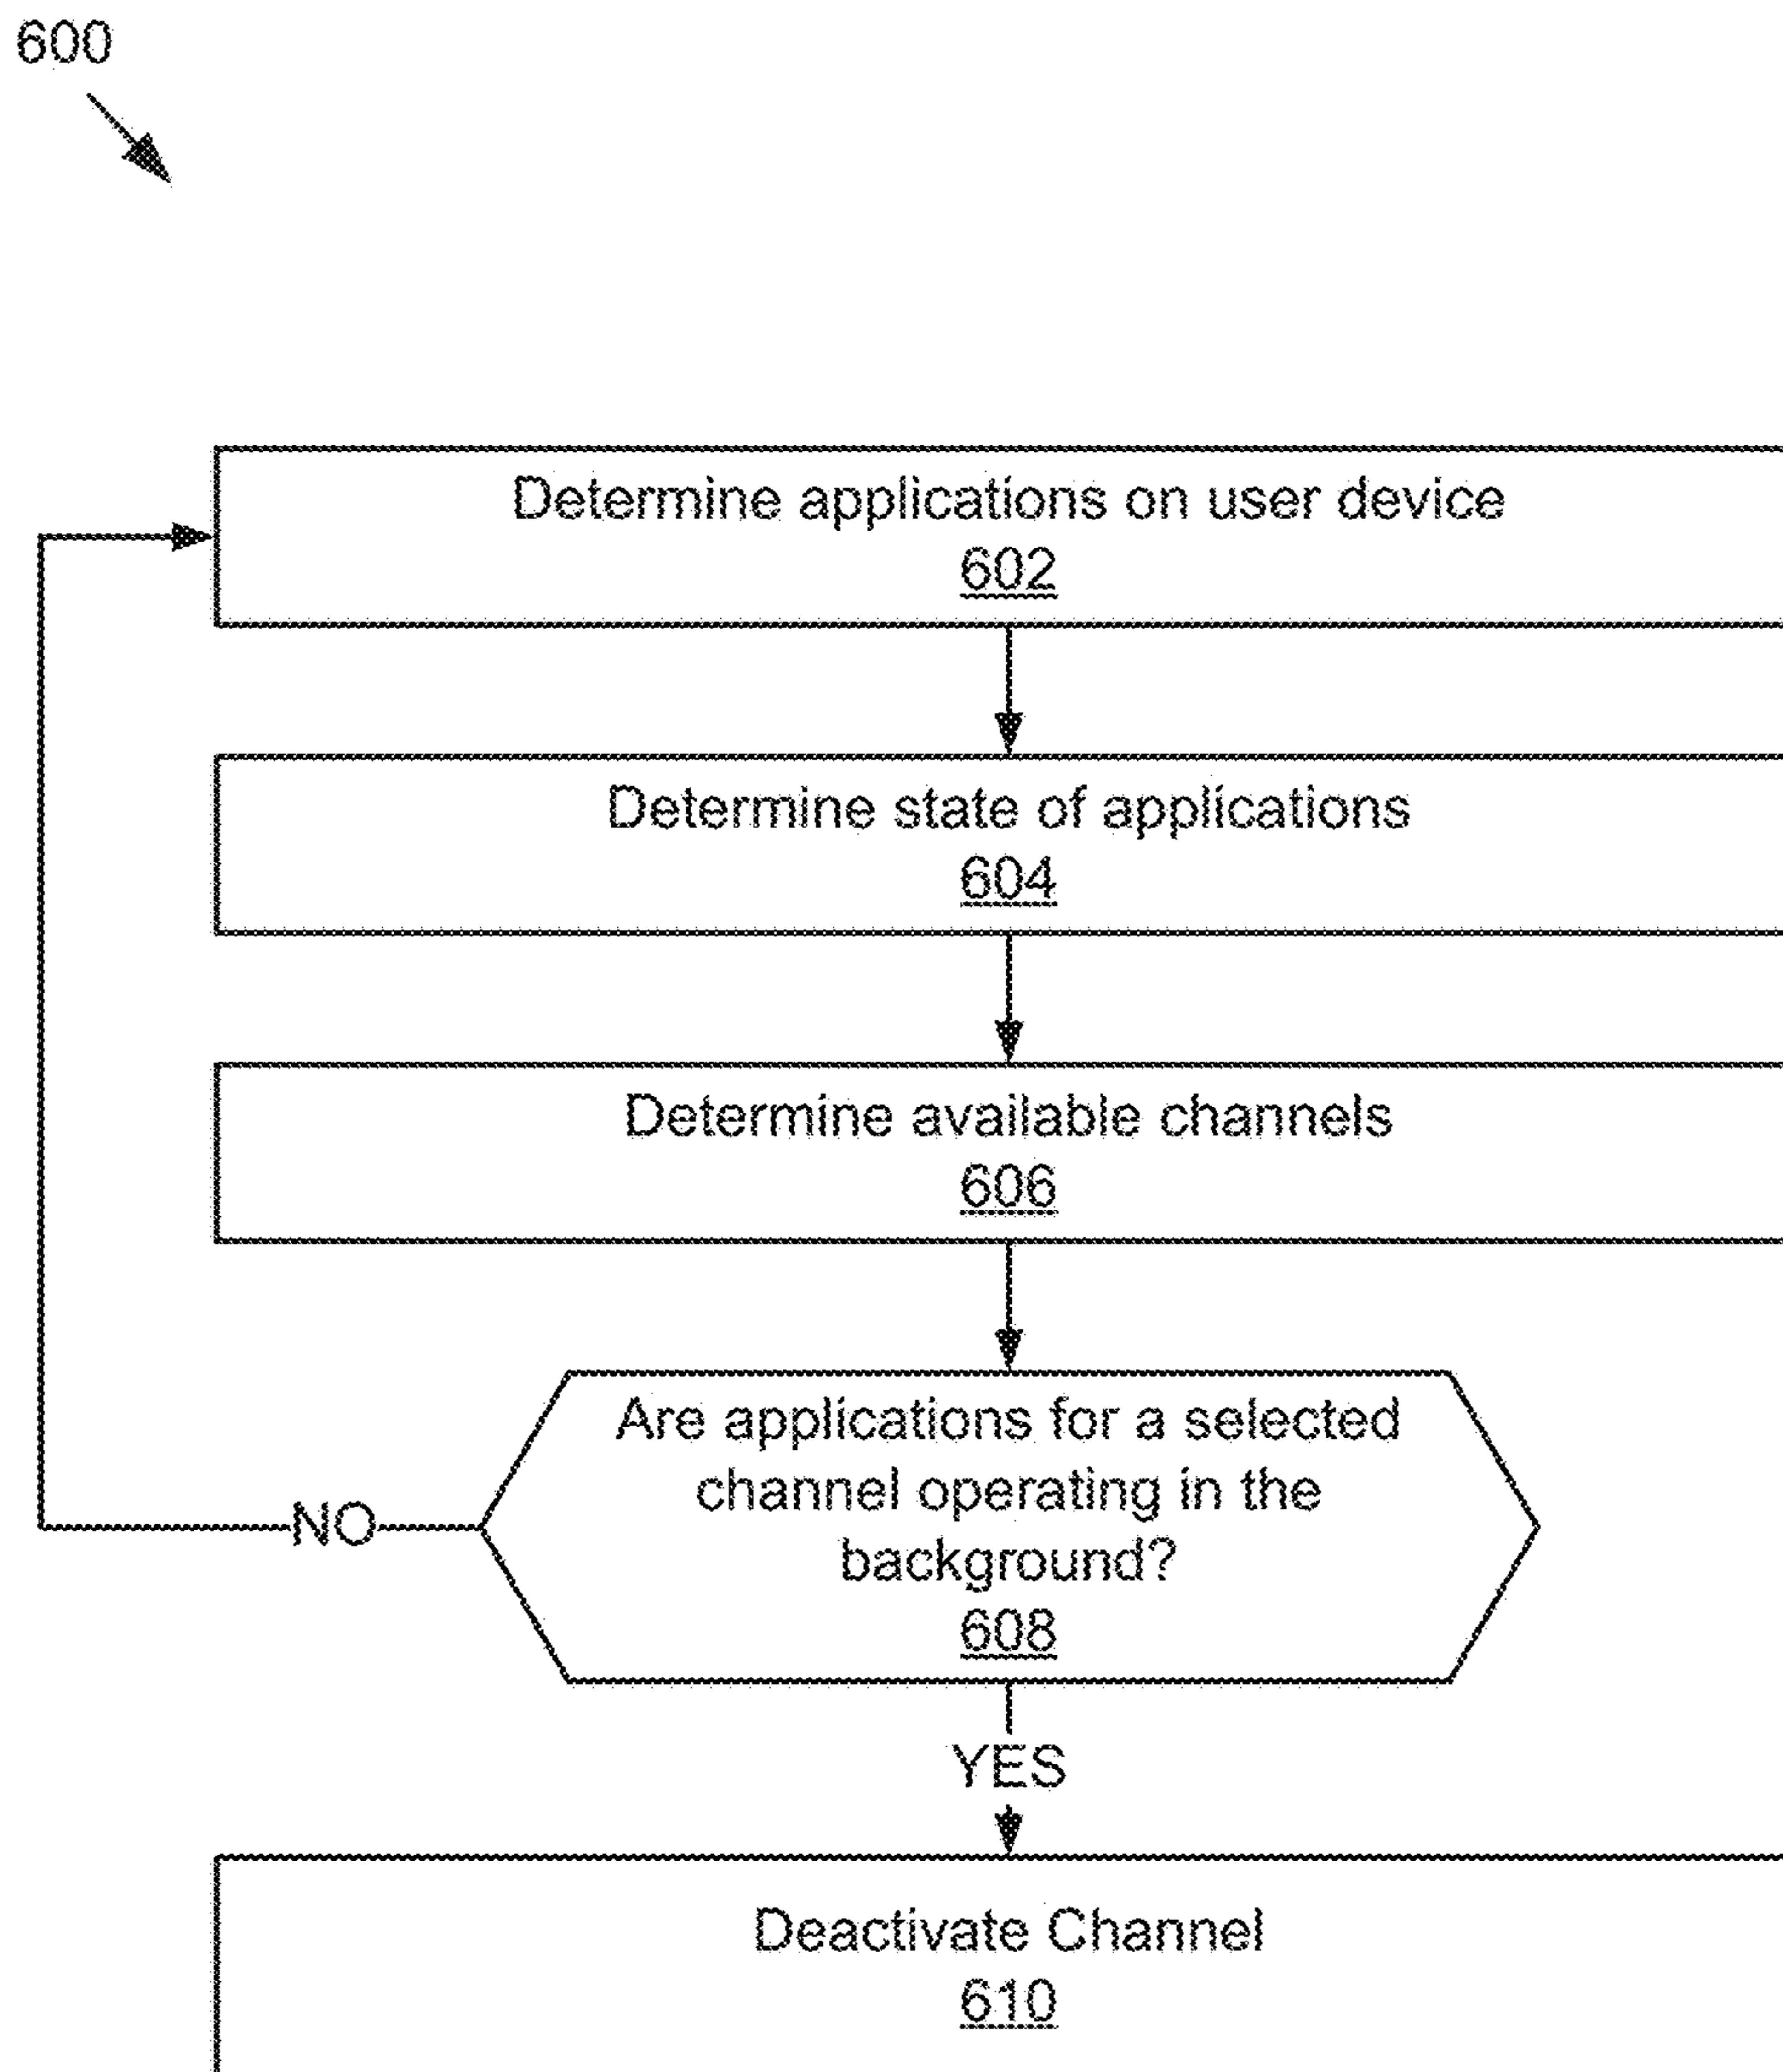 600
Determine applications on user device
602
Determine state of applications
604
Determine available channels
606
Are applications for a selected
channel operating in the
background?
608
NO
YES
Deactivate Channel
610